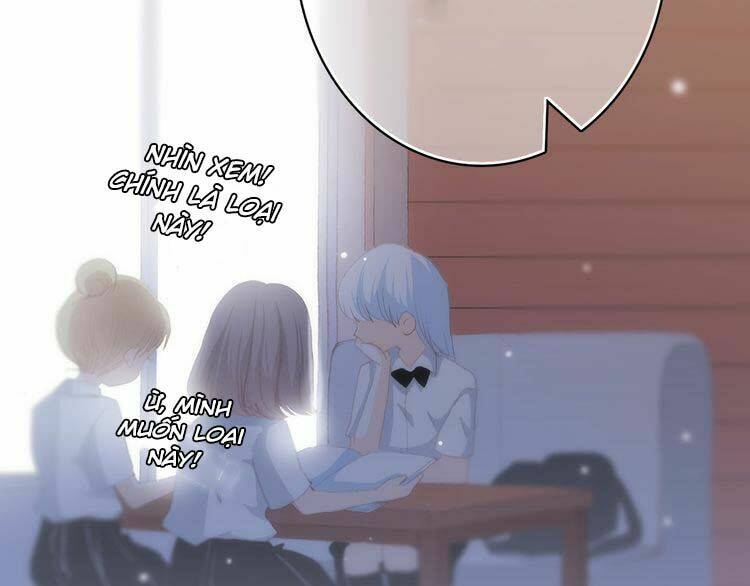 NHÌN XEM!
CHÍNH LÀ LOẠI
NÀY!
Ừ, MÌNH
MUỐN LOẠI
NÀY!